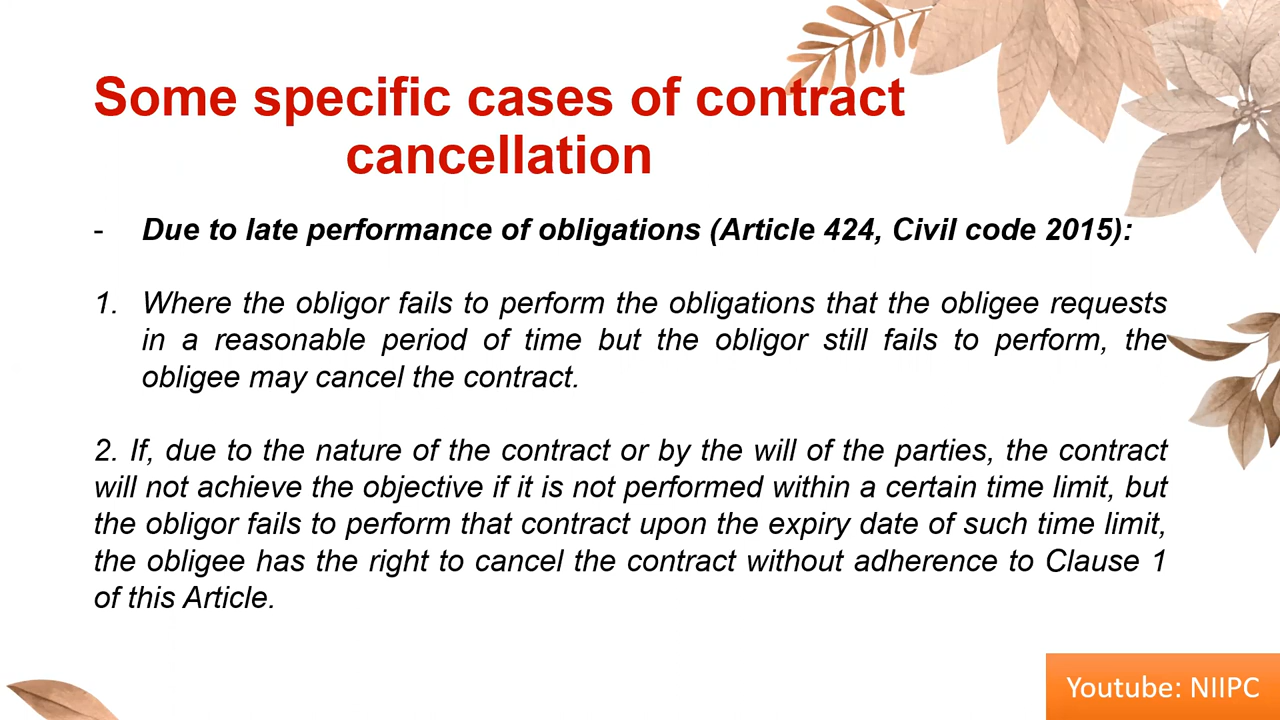 Some specific cases of contract
cancellation
- Due to late performance of obligations (Article 424, Civil code 2015):
1. Where the obligor fails to perform the obligations that the obligee requests
in a reasonable period of time but the obligor still fails to perform, the
obligee may cancel the contract.
2. If, due to the nature of the contract or by the will of the parties, the contract
will not achieve the objective if it is not performed within a certain time limit, but
the obligor fails to perform that contract upon the expiry date of such time limit,
the obligee has the right to cancel the contract without adherence to Clause 1
of this Article.
Youtube: NIIPC